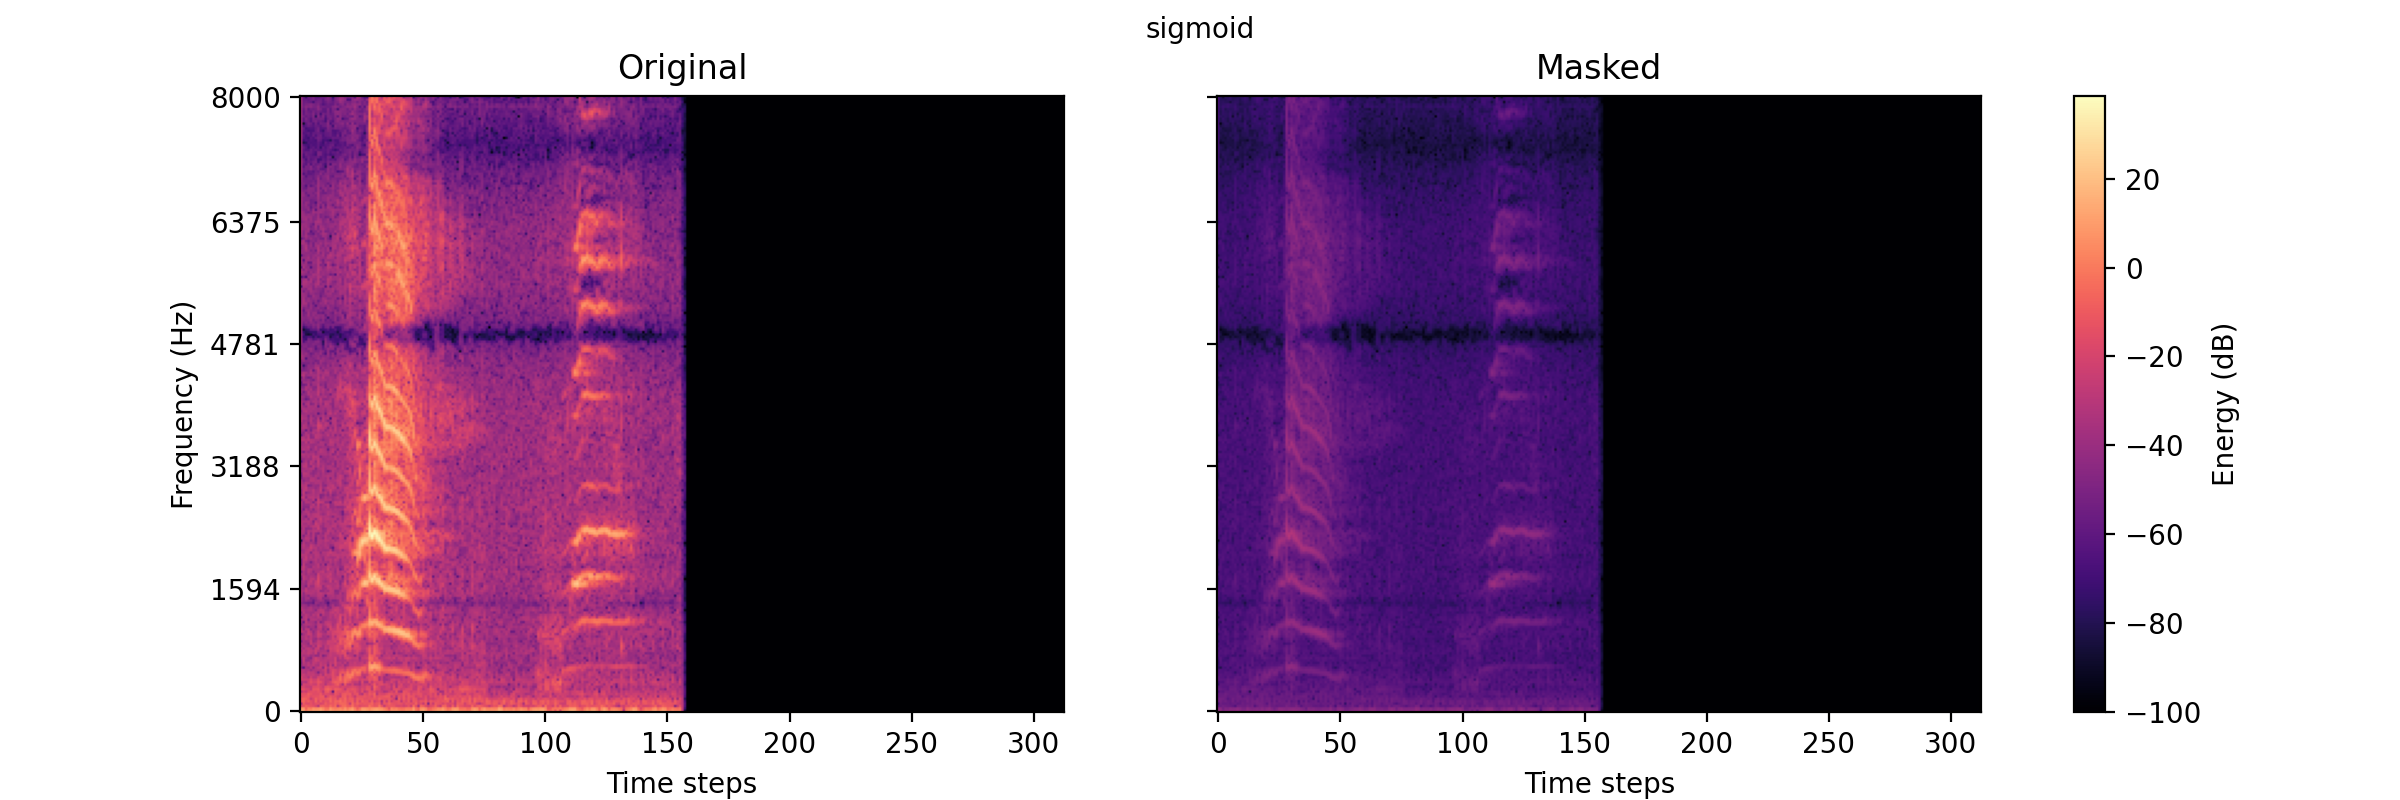 sigmoid
Original
Masked
8000
6375
4781
3188
1594
0
Frequency (Hz)
0 50 100 150 200 250 300
Time steps
0 50 100 150 200 250 300
Time steps
20
0
−20
−40
−60
−80
−100
Energy (dB)